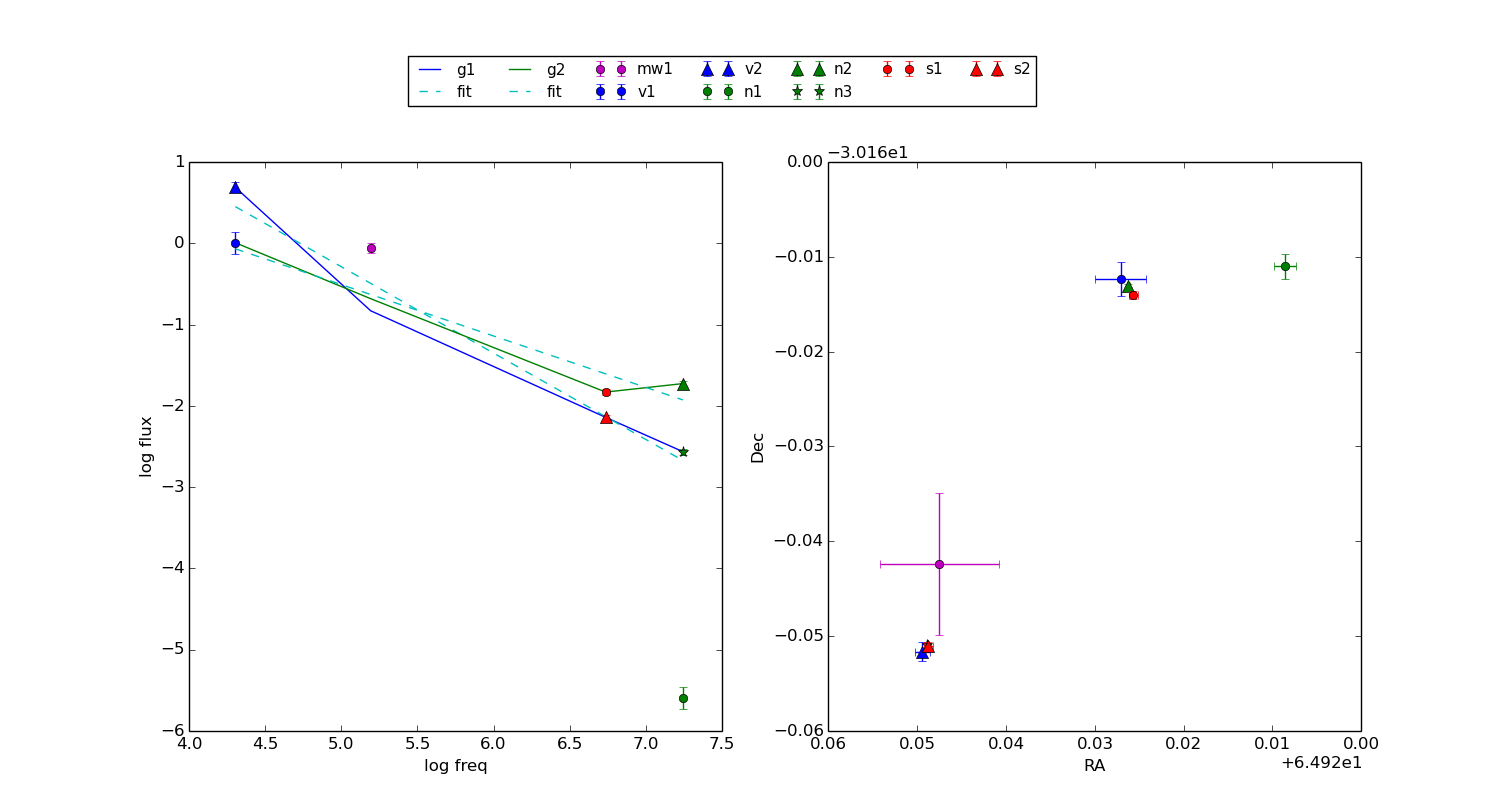 g1 g2 mw1 v2 n2 s1 s2
fit fit v1 n1 n3
1
0
−1
−2
−3
−4
−5
−6
log flux
4.0 4.5 5.0 5.5 6.0 6.5 7.0 7.5
log freq
−3.016e1
0.00
−0.01
−0.02
−0.03
−0.04
−0.05
−0.06
Dec
0.06 0.05 0.04 0.03 0.02 0.01 0.00
RA
+6.492e1